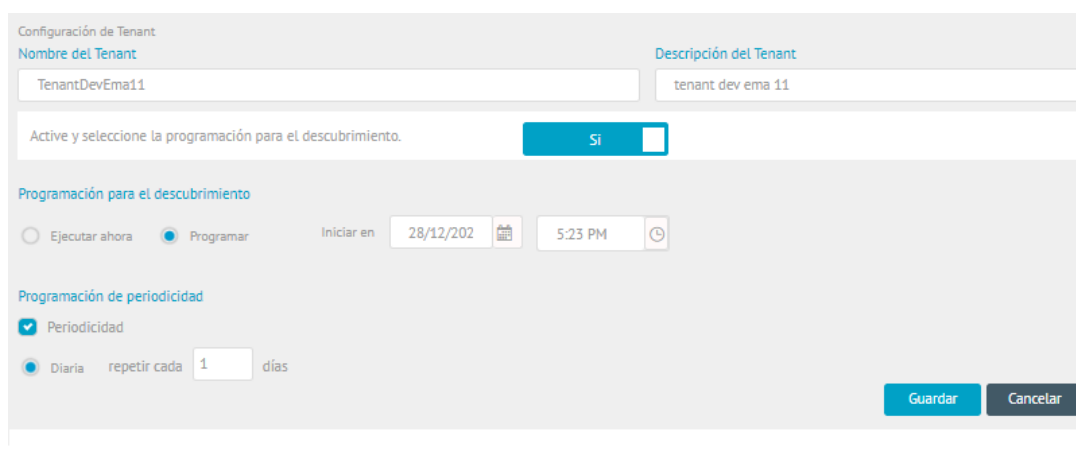 Configuración de Tenant
Nombre del Tenant Descripción del Tenant
TenantDevEma11 tenant dev ema 11
Active y seleccione la programación para el descubrimiento. Si
Programación para el descubrimiento
Ejecutar ahora Programar Iniciar en 28/12/202 5:23 PM
Programación de periodicidad
Periodicidad
Diaria repetir cada 1 días
Guardar Cancelar